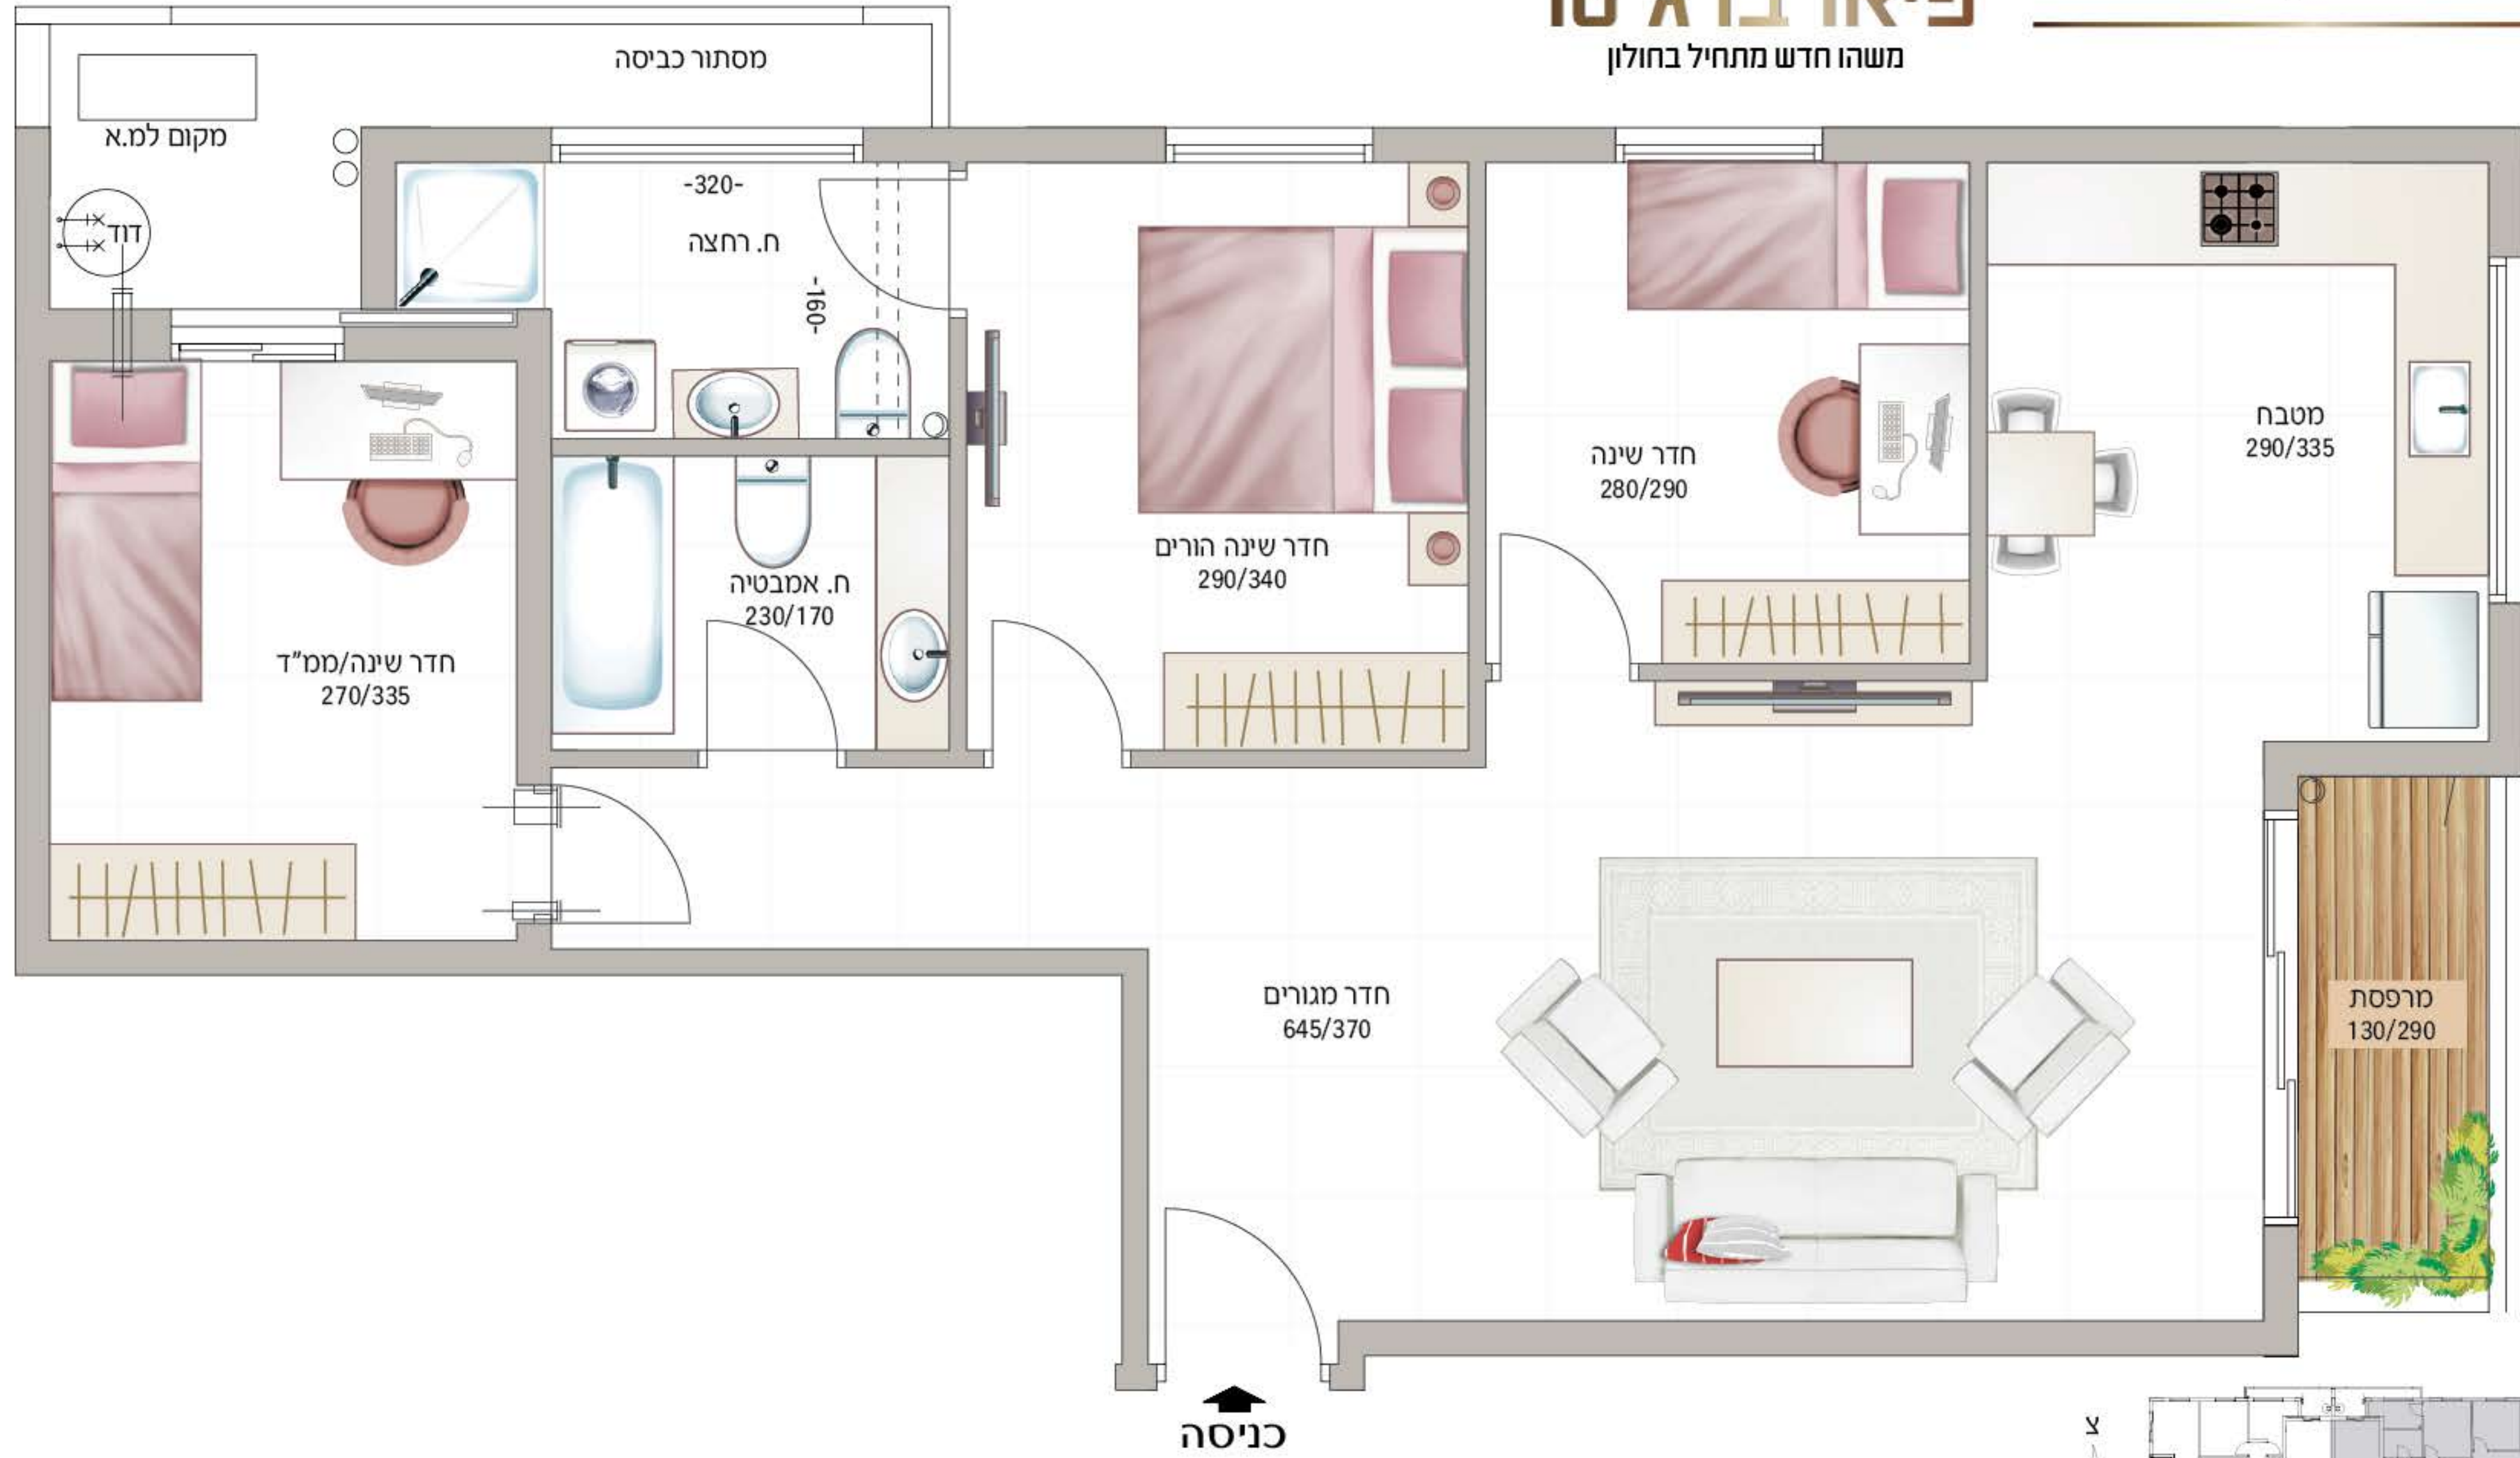 משהו חדש מתחיל בחולון
מסתור כביסה
מקום למ.א
דוד
-320-
ח. רחצה
-160-
מטבח
290/335
חדר שינה
280/290
חדר שינה הורים
290/340
ח. אמבטיה
230/170
חדר שינה/ממ"ד
270/335
חדר מגורים
645/370
מרפסת
130/290
כניסה
צ